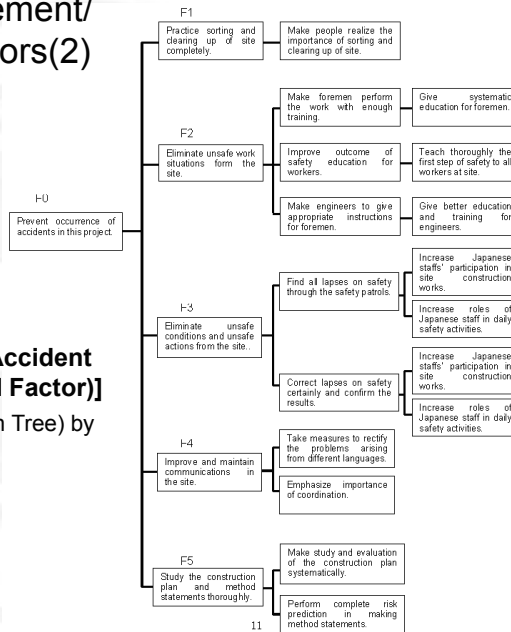 ement/
ors(2)
Accident
l Factor)]
n Tree) by
F0
Prevent occurrence of
accidents in this project.
F1
Practice sorting and
clearing up of site
completely.
Make people realize the
importance of sorting and
clearing up of site.
F2
Eliminate unsafe work
situations form the
site.
Make foremen perform
the work with enough
training.
Give systematic
education for foremen.
Improve outcome of
safety education for
workers.
Teach thoroughly the
first step of safety to all
workers at site.
Make engineers to give
appropriate instructions
for foremen.
Give better education
and training for
engineers.
F3
Eliminate unsafe
conditions and unsafe
actions from the site..
Find all lapses on safety
through the safety patrols.
Increase Japanese
staffs' participation in
site construction
works.
Increase roles of
Japanese staff in daily
safety activities.
Correct lapses on safety
certainly and confirm the
results.
Increase Japanese
staffs' participation in
site construction
works.
Increase roles of
Japanese staff in daily
safety activities.
F4
Improve and maintain
communications in
the site.
Take measures to rectify
the problems arising
from different languages.
Emphasize importance
of coordination.
F5
Study the construction
plan and method
statements thoroughly.
Make study and evaluation
of the construction plan
systematically.
Perform complete risk
prediction in making
method statements.
11